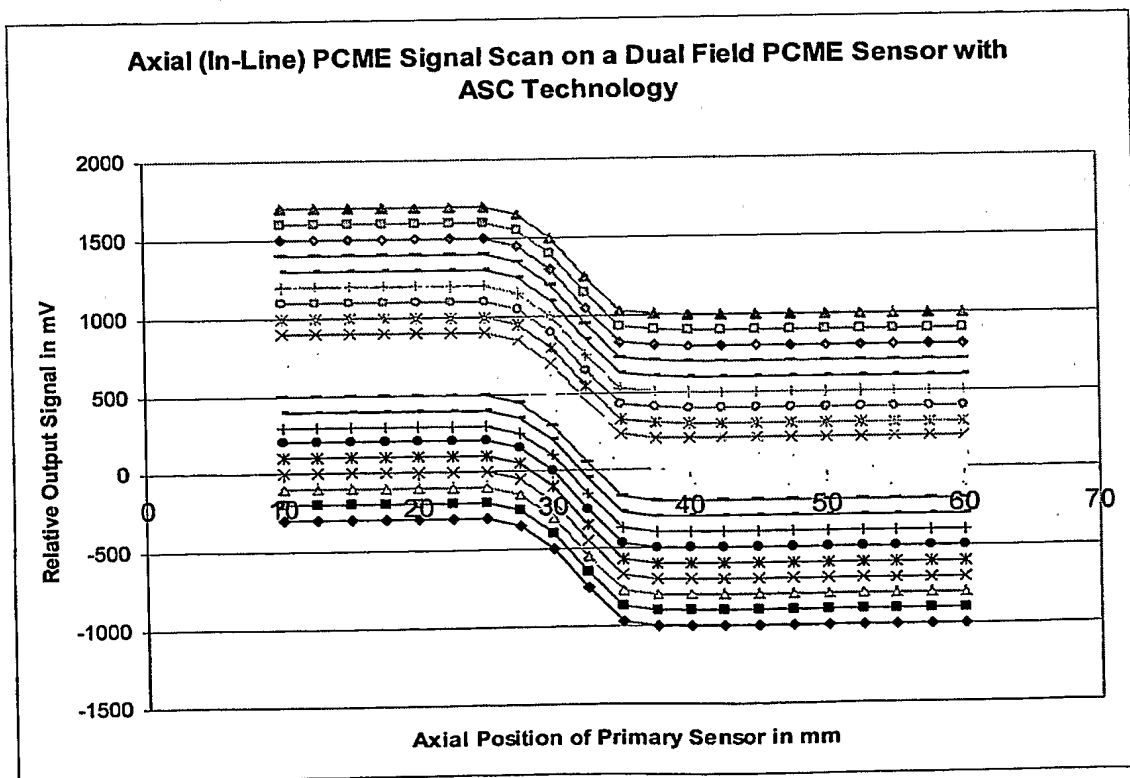 Axial (In-Line) PCME Signal Scan on a Dual Field PCME Sensor with
ASC Technology
Relative Output Signal in mV
2000
1500
1000
500
0
-500
-1000
-1500
0 10 20 30 40 50 60 70
Axial Position of Primary Sensor in mm